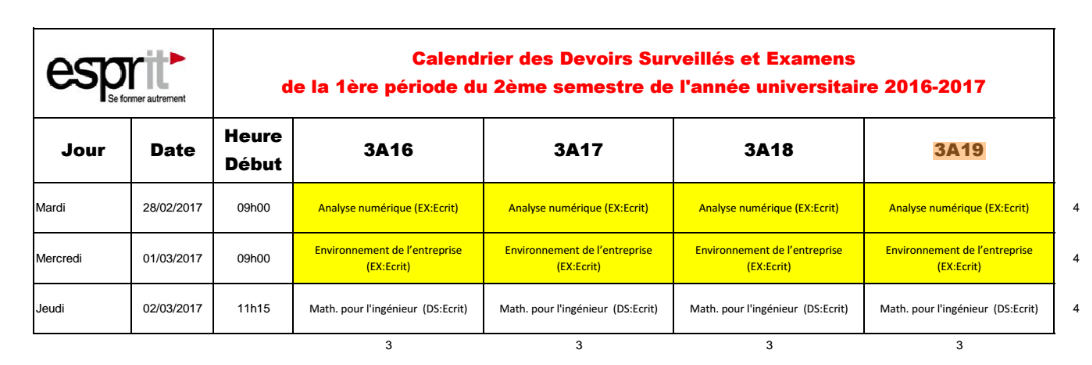 esprit
Se former autrement
Calendrier des Devoirs Surveillés et Examens
de la 1ère période du 2ème semestre de l'année universitaire 2016-2017
Jour Date Heure Début 3A16 3A17 3A18 3A19
Mardi 28/02/2017 09h00 Analyse numérique (EX:Ecrit) Analyse numérique (EX:Ecrit) Analyse numérique (EX:Ecrit) Analyse numérique (EX:Ecrit) 4
Mercredi 01/03/2017 09h00 Environnement de l'entreprise (EX:Ecrit) Environnement de l'entreprise (EX:Ecrit) Environnement de l'entreprise (EX:Ecrit) Environnement de l'entreprise (EX:Ecrit) 4
Jeudi 02/03/2017 11h15 Math. pour l'ingénieur (DS:Ecrit) Math. pour l'ingénieur (DS:Ecrit) Math. pour l'ingénieur (DS:Ecrit) Math. pour l'ingénieur (DS:Ecrit) 4
3 3 3 3